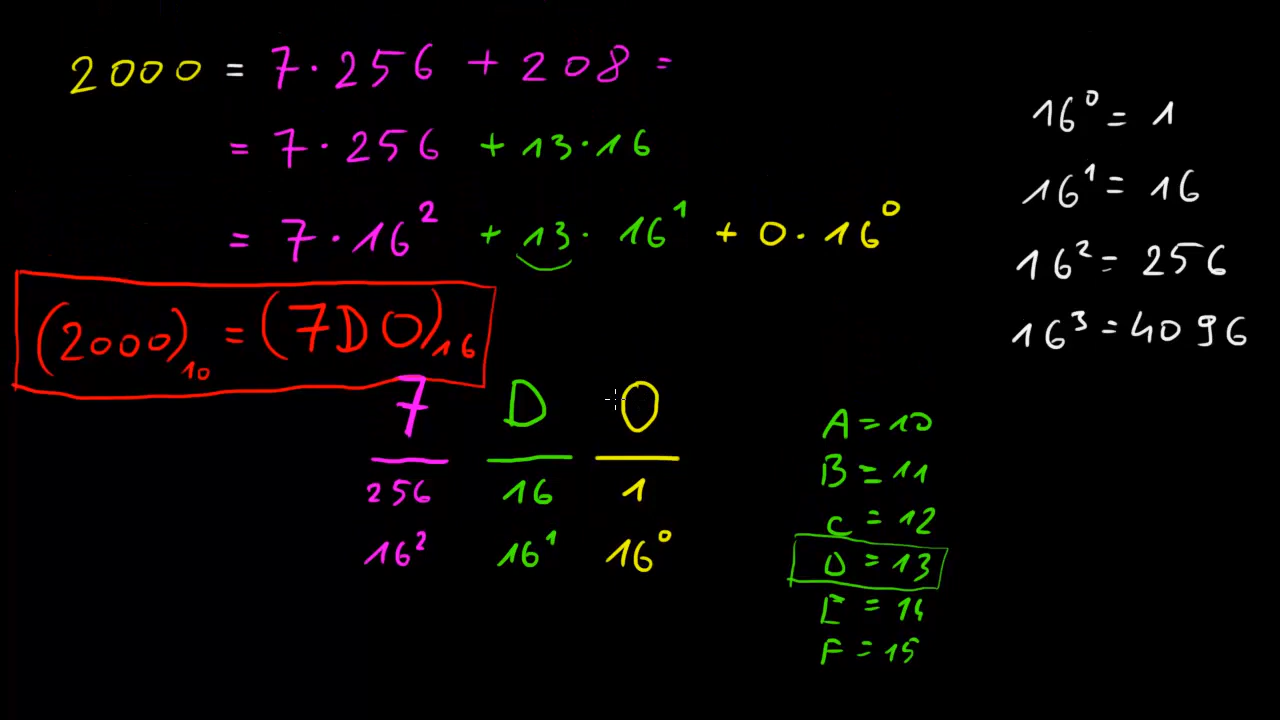 2000 = 7·256 + 208 =
= 7·256 + 13·16
= 7·16² + 13·16¹ + 0·16⁰
(2000)₁₀ = (7D0)₁₆
7 D 0
256 16 1
16² 16¹ 16⁰
16⁰ = 1
16¹ = 16
16² = 256
16³ = 4096
A = 10
B = 11
C = 12
D = 13
E = 14
F = 15